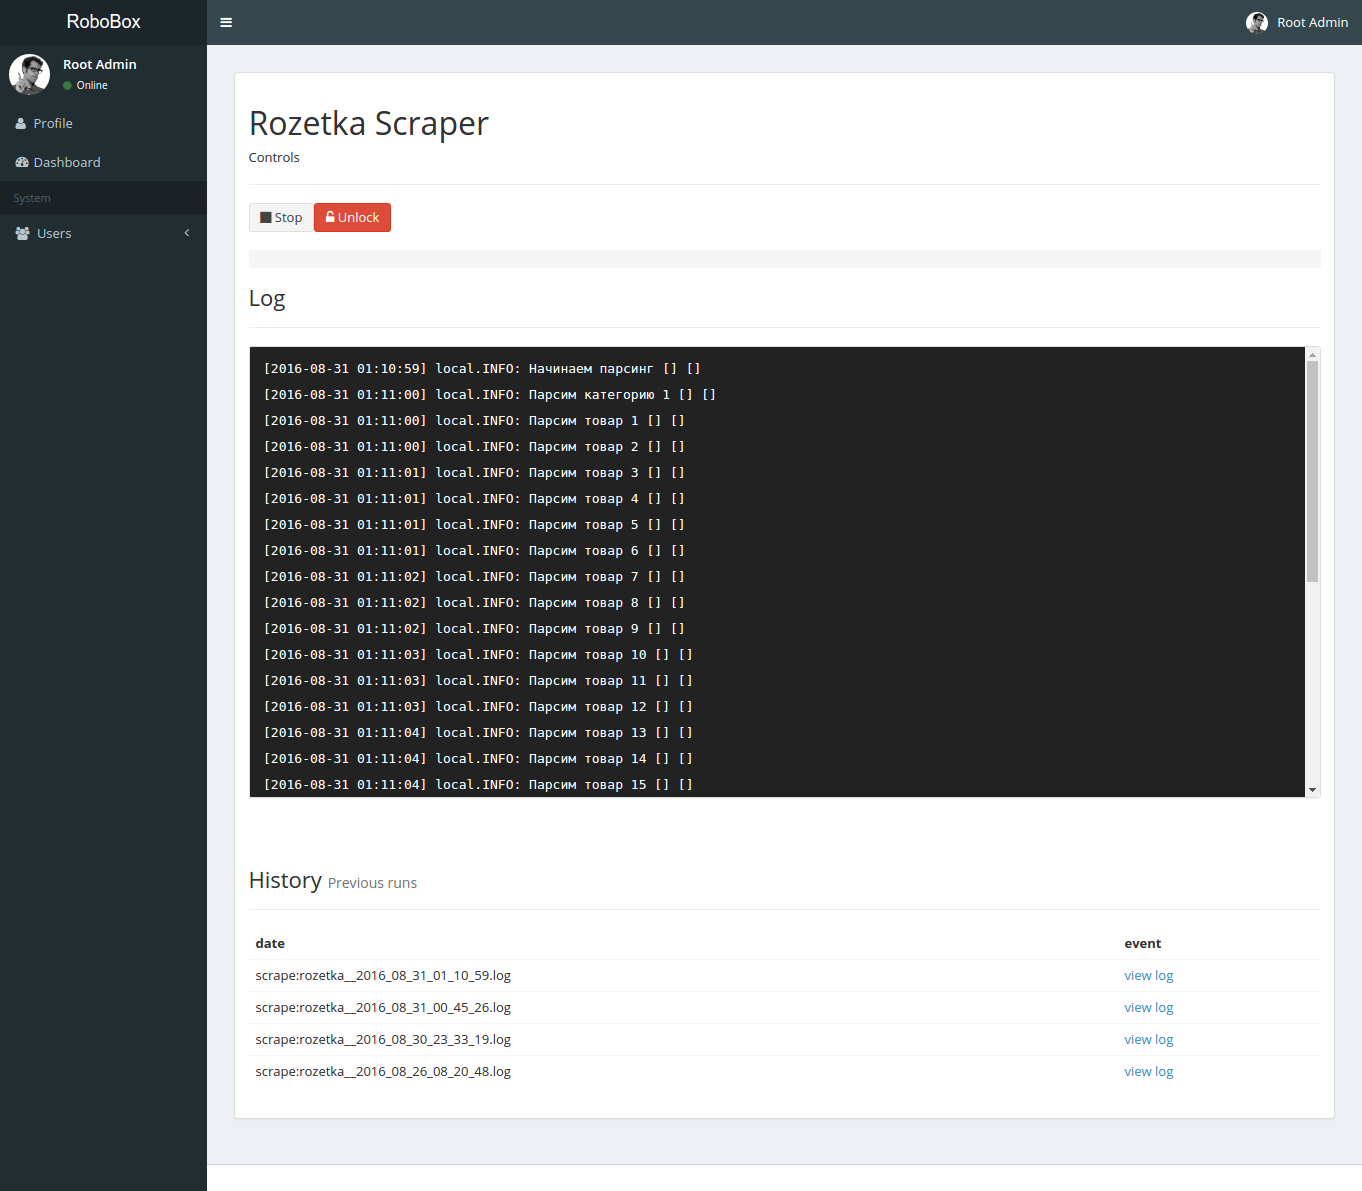 RoboBox
Root Admin
Root Admin
Online
Profile
Dashboard
System
Users
Rozetka Scraper
Controls
Stop
Unlock
Log
[2016-08-31 01:10:59] local.INFO: Начинаем парсинг [] []
[2016-08-31 01:11:00] local.INFO: Парсим категорию 1 [] []
[2016-08-31 01:11:00] local.INFO: Парсим товар 1 [] []
[2016-08-31 01:11:00] local.INFO: Парсим товар 2 [] []
[2016-08-31 01:11:01] local.INFO: Парсим товар 3 [] []
[2016-08-31 01:11:01] local.INFO: Парсим товар 4 [] []
[2016-08-31 01:11:01] local.INFO: Парсим товар 5 [] []
[2016-08-31 01:11:01] local.INFO: Парсим товар 6 [] []
[2016-08-31 01:11:02] local.INFO: Парсим товар 7 [] []
[2016-08-31 01:11:02] local.INFO: Парсим товар 8 [] []
[2016-08-31 01:11:02] local.INFO: Парсим товар 9 [] []
[2016-08-31 01:11:03] local.INFO: Парсим товар 10 [] []
[2016-08-31 01:11:03] local.INFO: Парсим товар 11 [] []
[2016-08-31 01:11:03] local.INFO: Парсим товар 12 [] []
[2016-08-31 01:11:04] local.INFO: Парсим товар 13 [] []
[2016-08-31 01:11:04] local.INFO: Парсим товар 14 [] []
[2016-08-31 01:11:04] local.INFO: Парсим товар 15 [] []
History Previous runs
date event
scrape:rozetka__2016_08_31_01_10_59.log view log
scrape:rozetka__2016_08_31_00_45_26.log view log
scrape:rozetka__2016_08_30_23_33_19.log view log
scrape:rozetka__2016_08_26_08_20_48.log view log